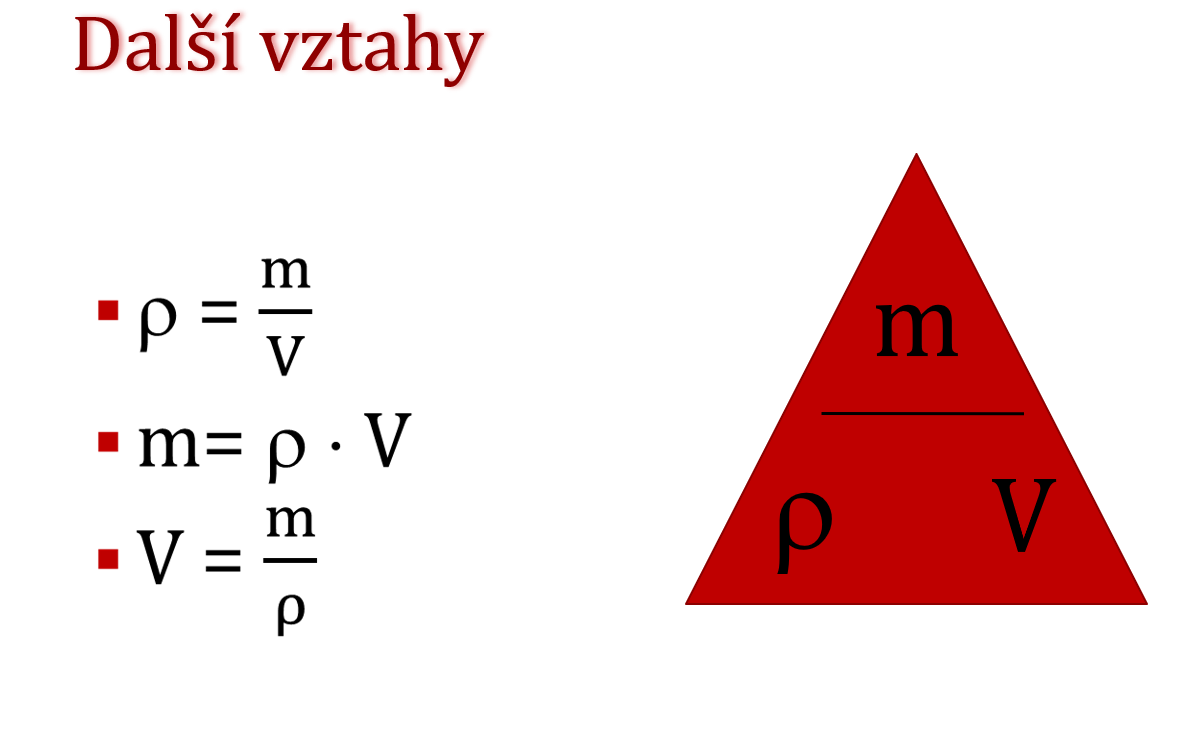 Další vztahy
▪ ρ = m/V
▪ m= ρ · V
▪ V = m/ρ
m
ρ V